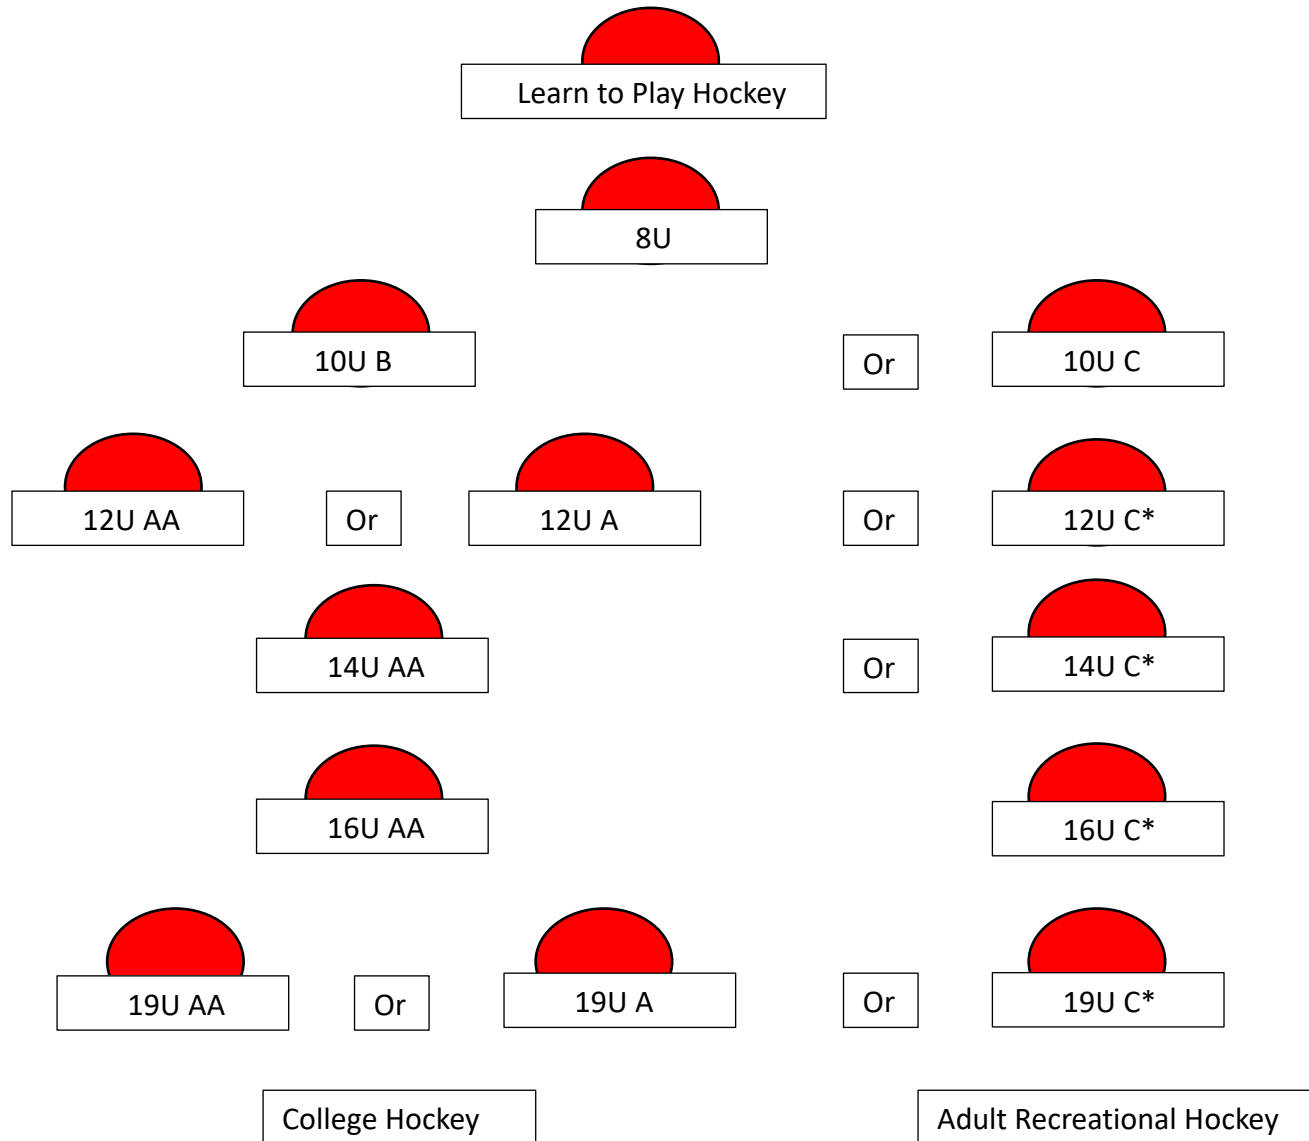 Learn to Play Hockey
8U
10U B
Or
10U C
12U AA
Or
12U A
Or
12U C*
14U AA
Or
14U C*
16U AA
16U C*
19U AA
Or
19U A
Or
19U C*
College Hockey
Adult Recreational Hockey